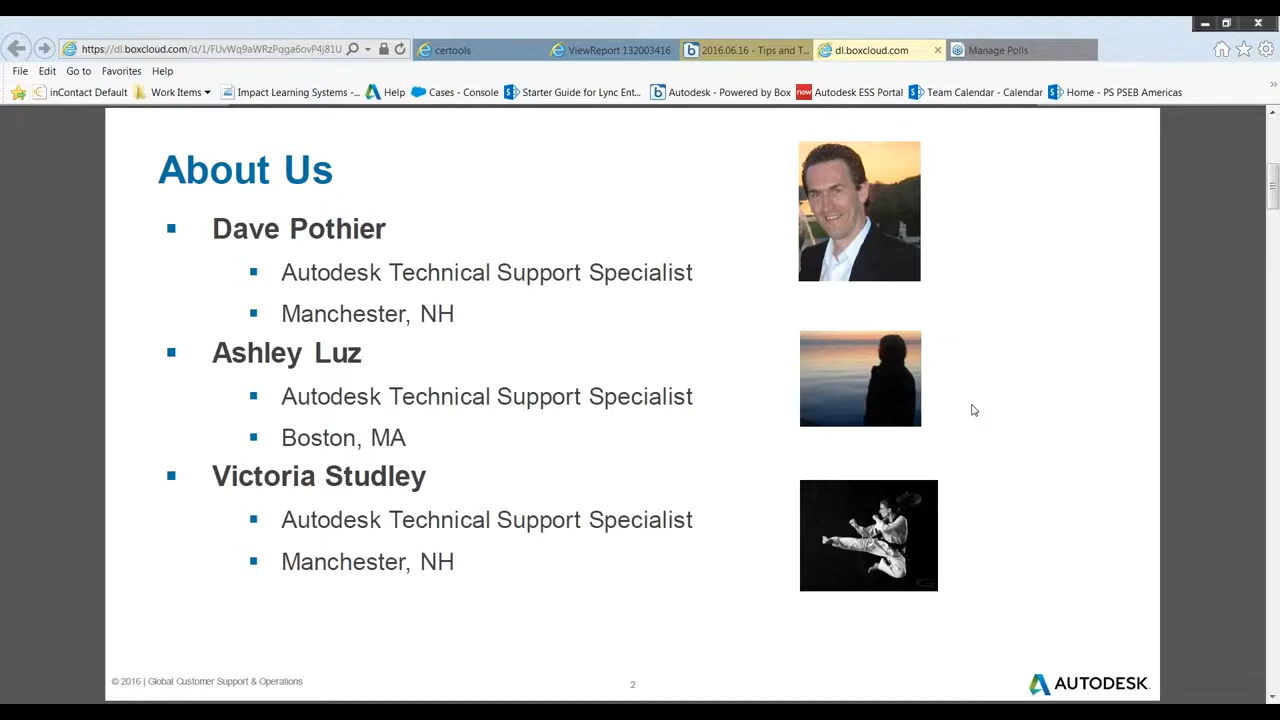 https://dl.boxcloud.com/d/1/FUvWq9aWRzPqga6ovP4j81U
certools
ViewReport 132003416
2016.06.16 - Tips and T...
dl.boxcloud.com
Manage Polls
File Edit Go to Favorites Help
inContact Default
Work Items
Impact Learning Systems -...
Help
Cases - Console
Starter Guide for Lync Ent...
Autodesk - Powered by Box
now
Autodesk ESS Portal
Team Calendar - Calendar
Home - PS PSEB Americas
About Us
Dave Pothier
Autodesk Technical Support Specialist
Manchester, NH
Ashley Luz
Autodesk Technical Support Specialist
Boston, MA
Victoria Studley
Autodesk Technical Support Specialist
Manchester, NH
© 2016 | Global Customer Support & Operations
2
AUTODESK.